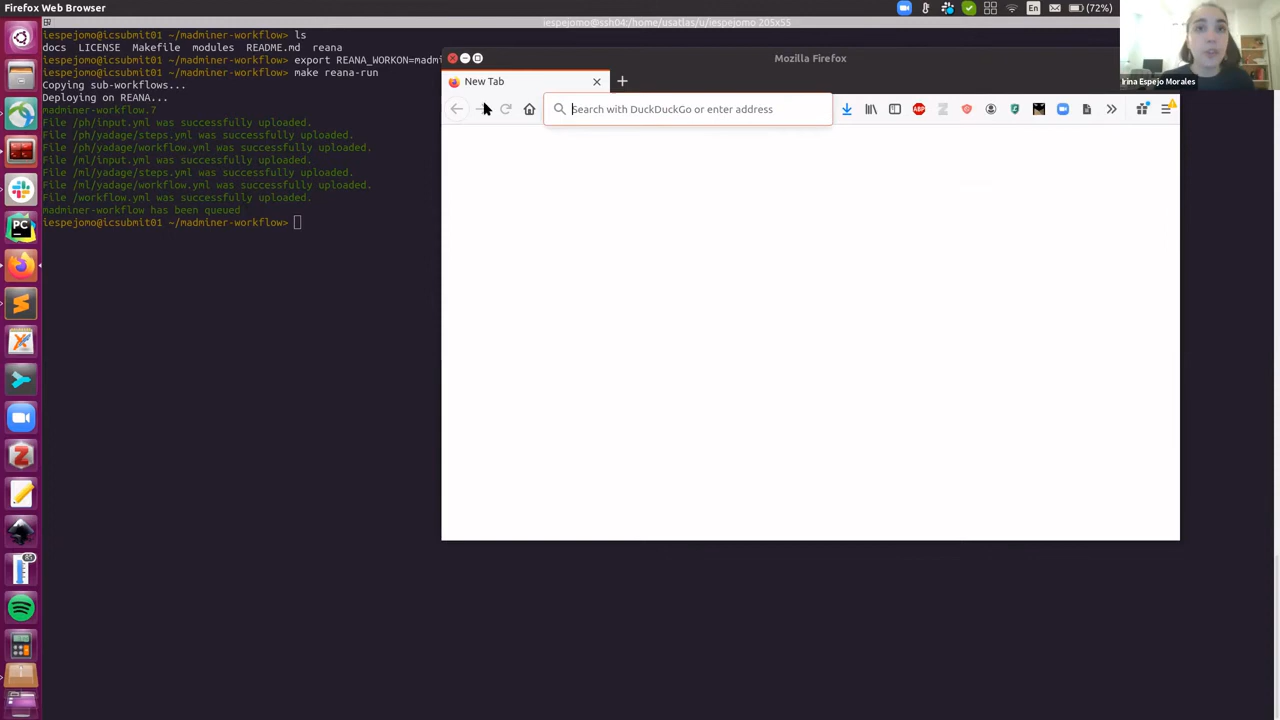 Firefox Web Browser
En
(72%)
iespejomo@ssh04:/home/usatlas/u/iespejomo 205x55
iespejomo@icsubmit01 ~/madminer-workflow> ls
docs LICENSE Makefile modules README.md reana
iespejomo@icsubmit01 ~/madminer-workflow> export REANA_WORKON=madmi
iespejomo@icsubmit01 ~/madminer-workflow> make reana-run
Copying sub-workflows...
Deploying on REANA...
madminer-workflow.7
File /ph/input.yml was successfully uploaded.
File /ph/yadage/steps.yml was successfully uploaded.
File /ph/yadage/workflow.yml was successfully uploaded.
File /ml/input.yml was successfully uploaded.
File /ml/yadage/steps.yml was successfully uploaded.
File /ml/yadage/workflow.yml was successfully uploaded.
File /workflow.yml was successfully uploaded.
madminer-workflow has been queued
iespejomo@icsubmit01 ~/madminer-workflow>
Mozilla Firefox
New Tab
Search with DuckDuckGo or enter address
ABP
Irina Espejo Morales
PC